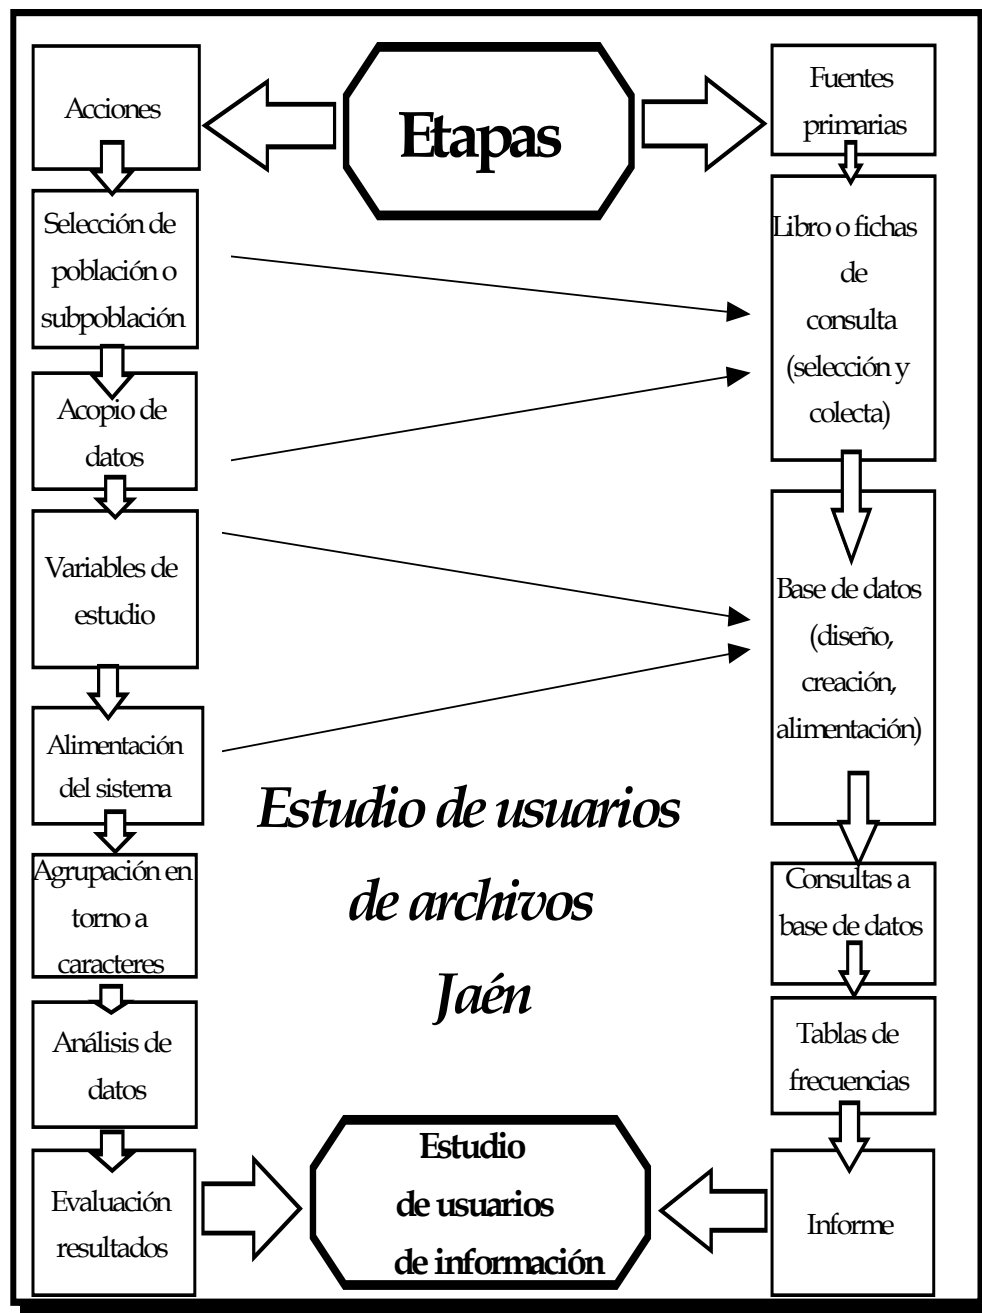 Etapas
Acciones
Selección de
población o
subpoblación
Acopio de
datos
Variables de
estudio
Alimentación
del sistema
Agrupación en
torno a
caracteres
Análisis de
datos
Evaluación
resultados
Fuentes
primarias
Libro o fichas
de
consulta
(selección y
colecta)
Base de datos
(diseño,
creación,
alimentación)
Consultas a
base de datos
Tablas de
frecuencias
Informe
Estudio de usuarios
de archivos
Jaén
Estudio
de usuarios
de información